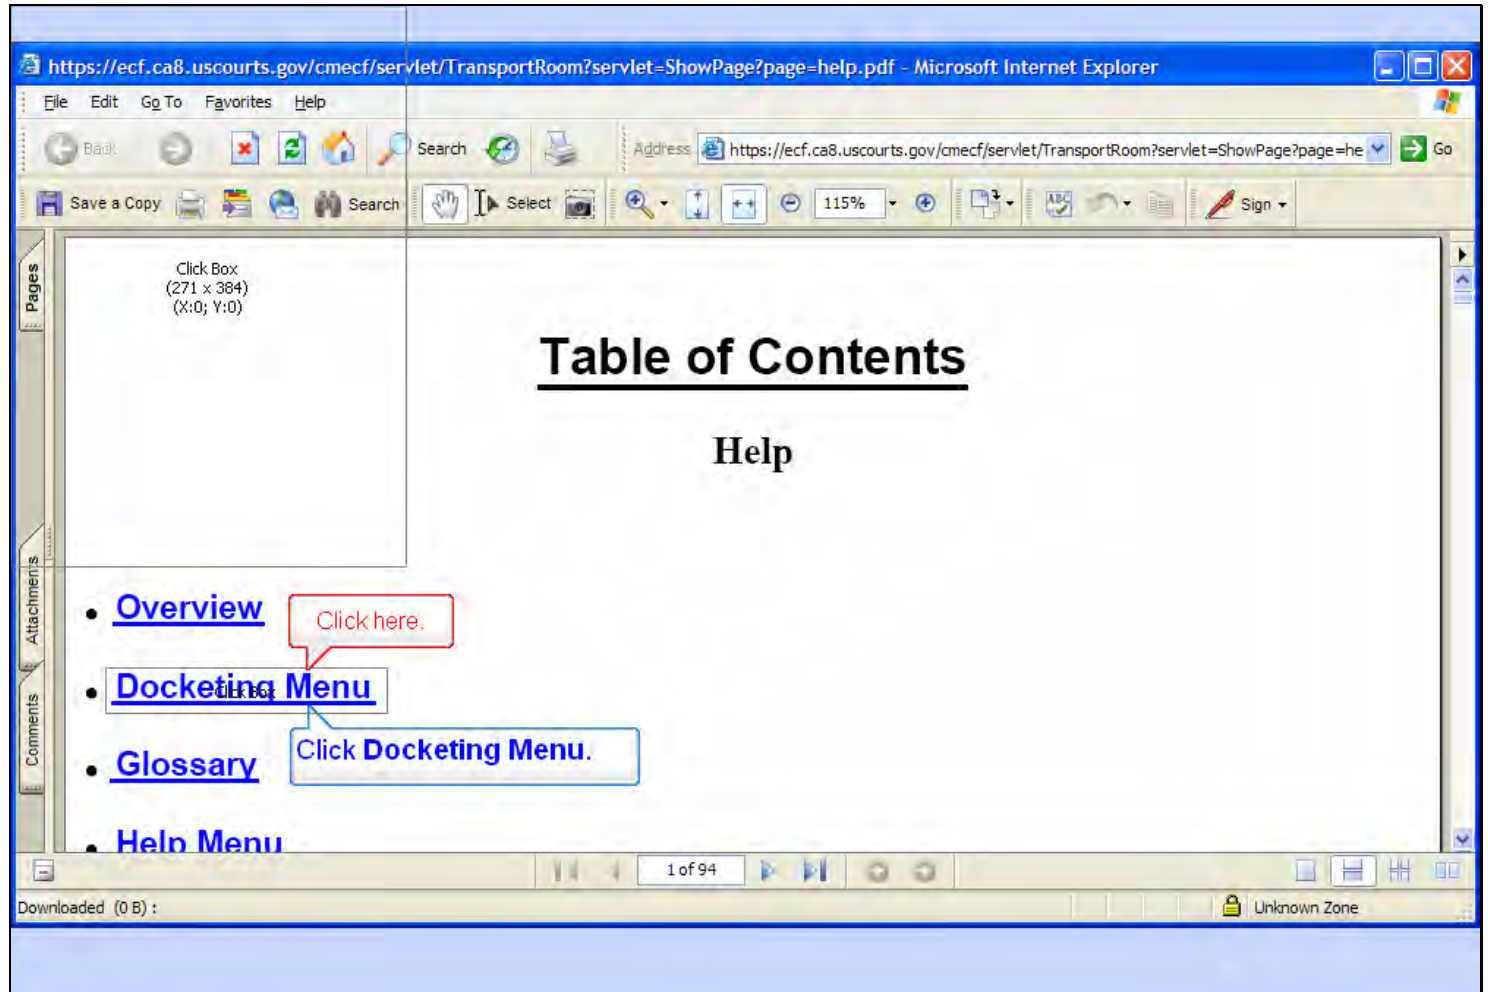 https://ecf.ca8.uscourts.gov/cmecf/servlet/TransportRoom?servlet=ShowPage?page=help.pdf - Microsoft Internet Explorer
File Edit Go To Favorites Help
Back Search Address https://ecf.ca8.uscourts.gov/cmecf/servlet/TransportRoom?servlet=ShowPage?page=he Go
Save a Copy Search Select 115% Sign
Pages
Click Box
(271 x 384)
(X:0; Y:0)
Table of Contents
Help
Attachments
• Overview
Click here.
• Docketing Menu
Click Box
Comments
Click Docketing Menu.
• Glossary
• Help Menu
1 of 94
Downloaded (0 B) :
Unknown Zone